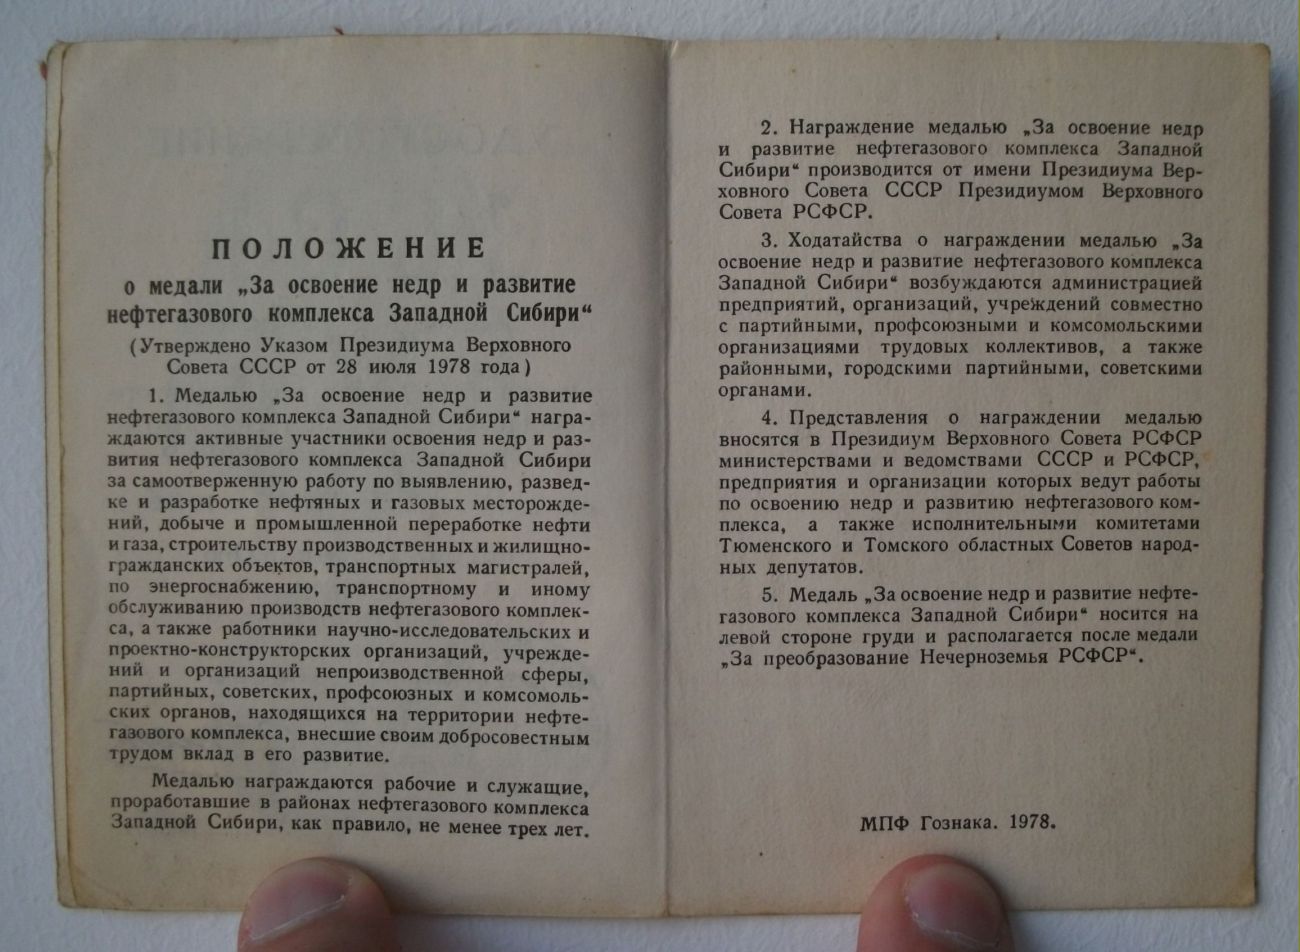 ПОЛОЖЕНИЕ
о медали „За освоение недр и развитие
нефтегазового комплекса Западной Сибири“
(Утверждено Указом Президиума Верховного
Совета СССР от 28 июля 1978 года)
1. Медалью „За освоение недр и развитие
нефтегазового комплекса Западной Сибири“ награ-
ждаются активные участники освоения недр и раз-
вития нефтегазового комплекса Западной Сибири
за самоотверженную работу по выявлению, развед-
ке и разработке нефтяных и газовых месторожде-
ний, добыче и промышленной переработке нефти
и газа, строительству производственных и жилищно-
гражданских объектов, транспортных магистралей,
по энергоснабжению, транспортному и иному
обслуживанию производств нефтегазового комплек-
са, а также работники научно-исследовательских и
проектно-конструкторских организаций, учрежде-
ний и организаций непроизводственной сферы,
партийных, советских, профсоюзных и комсомоль-
ских органов, находящихся на территории нефте-
газового комплекса, внесшие своим добросовестным
трудом вклад в его развитие.
Медалью награждаются рабочие и служащие,
проработавшие в районах нефтегазового комплекса
Западной Сибири, как правило, не менее трех лет.
2. Награждение медалью „За освоение недр
и развитие нефтегазового комплекса Западной
Сибири“ производится от имени Президиума Вер-
ховного Совета СССР Президиумом Верховного
Совета РСФСР.
3. Ходатайства о награждении медалью „За
освоение недр и развитие нефтегазового комплекса
Западной Сибири“ возбуждаются администрацией
предприятий, организаций, учреждений совместно
с партийными, профсоюзными и комсомольскими
организациями трудовых коллективов, а также
районными, городскими партийными, советскими
органами.
4. Представления о награждении медалью
вносятся в Президиум Верховного Совета РСФСР
министерствами и ведомствами СССР и РСФСР,
предприятия и организации которых ведут работы
по освоению недр и развитию нефтегазового ком-
плекса, а также исполнительными комитетами
Тюменского и Томского областных Советов народ-
ных депутатов.
5. Медаль „За освоение недр и развитие нефте-
газового комплекса Западной Сибири“ носится на
левой стороне груди и располагается после медали
„За преобразование Нечерноземья РСФСР“.
МПФ Гознака. 1978.